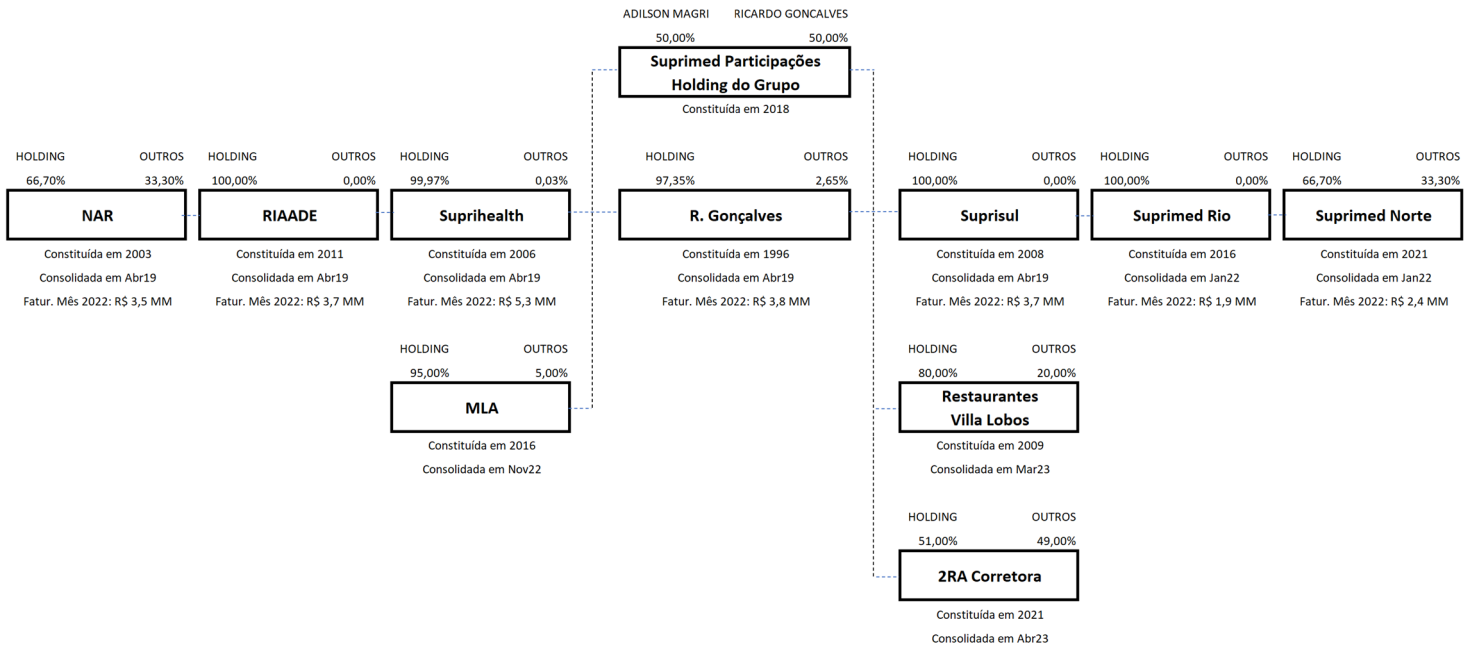 ADILSON MAGRI RICARDO GONCALVES
50,00% 50,00%
Suprimed Participações
Holding do Grupo
Constituída em 2018
HOLDING OUTROS
66,70% 33,30%
NAR
Constituída em 2003
Consolidada em Abr19
Fatur. Mês 2022: R$ 3,5 MM
HOLDING OUTROS
100,00% 0,00%
RIAADE
Constituída em 2011
Consolidada em Abr19
Fatur. Mês 2022: R$ 3,7 MM
HOLDING OUTROS
99,97% 0,03%
Suprihealth
Constituída em 2006
Consolidada em Abr19
Fatur. Mês 2022: R$ 5,3 MM
HOLDING OUTROS
97,35% 2,65%
R. Gonçalves
Constituída em 1996
Consolidada em Abr19
Fatur. Mês 2022: R$ 3,8 MM
HOLDING OUTROS
100,00% 0,00%
Suprisul
Constituída em 2008
Consolidada em Abr19
Fatur. Mês 2022: R$ 3,7 MM
HOLDING OUTROS
100,00% 0,00%
Suprimed Rio
Constituída em 2016
Consolidada em Jan22
Fatur. Mês 2022: R$ 1,9 MM
HOLDING OUTROS
66,70% 33,30%
Suprimed Norte
Constituída em 2021
Consolidada em Jan22
Fatur. Mês 2022: R$ 2,4 MM
HOLDING OUTROS
95,00% 5,00%
MLA
Constituída em 2016
Consolidada em Nov22
HOLDING OUTROS
80,00% 20,00%
Restaurantes
Villa Lobos
Constituída em 2009
Consolidada em Mar23
HOLDING OUTROS
51,00% 49,00%
2RA Corretora
Constituída em 2021
Consolidada em Abr23